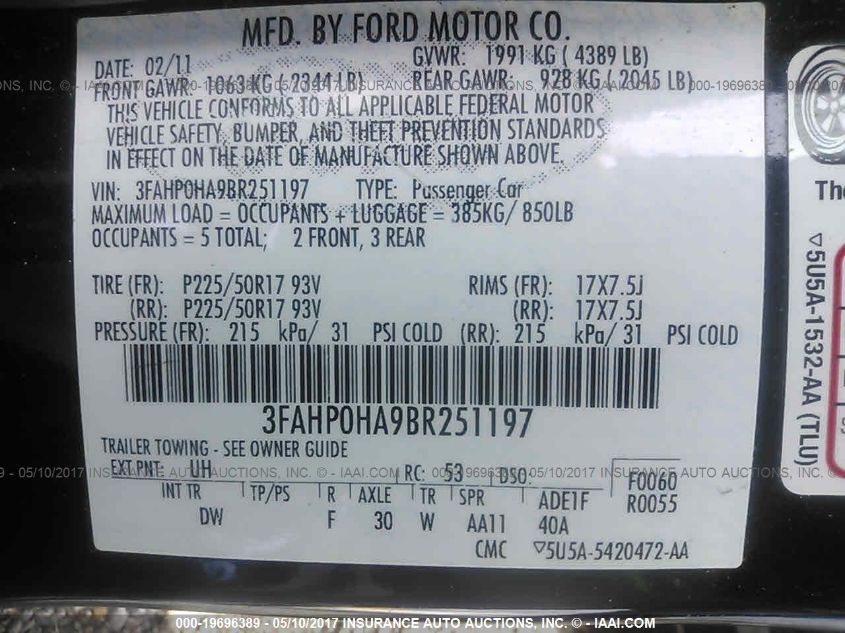 MFD. BY FORD MOTOR CO.
DATE: 02/11 GVWR: 1991 KG ( 4389 LB)
FRONT GAWR: 1063 KG ( 2344 LB) REAR GAWR: 928 KG ( 2045 LB)
THIS VEHICLE CONFORMS TO ALL APPLICABLE FEDERAL MOTOR
VEHICLE SAFETY, BUMPER, AND THEFT PREVENTION STANDARDS
IN EFFECT ON THE DATE OF MANUFACTURE SHOWN ABOVE.
VIN: 3FAHP0HA9BR251197 TYPE: Passenger Car
MAXIMUM LOAD = OCCUPANTS + LUGGAGE = 385KG/ 850LB
OCCUPANTS = 5 TOTAL; 2 FRONT, 3 REAR
TIRE (FR): P225/50R17 93V RIMS (FR): 17X7.5J
(RR): P225/50R17 93V (RR): 17X7.5J
PRESSURE (FR): 215 kPa/ 31 PSI COLD (RR): 215 kPa/ 31 PSI COLD
3FAHP0HA9BR251197
TRAILER TOWING - SEE OWNER GUIDE
EXT PNT: UH RC: 53 DSO: F0060
INT TR TP/PS R AXLE TR SPR ADE1F R0055
DW F 30 W AA11 40A
CMC ▽5U5A-5420472-AA
The
▽5U5A-1532-AA (TLU)
000-19696389 - 05/10/2017 Insurance Auto Auctions, Inc. © - IAAI.COM